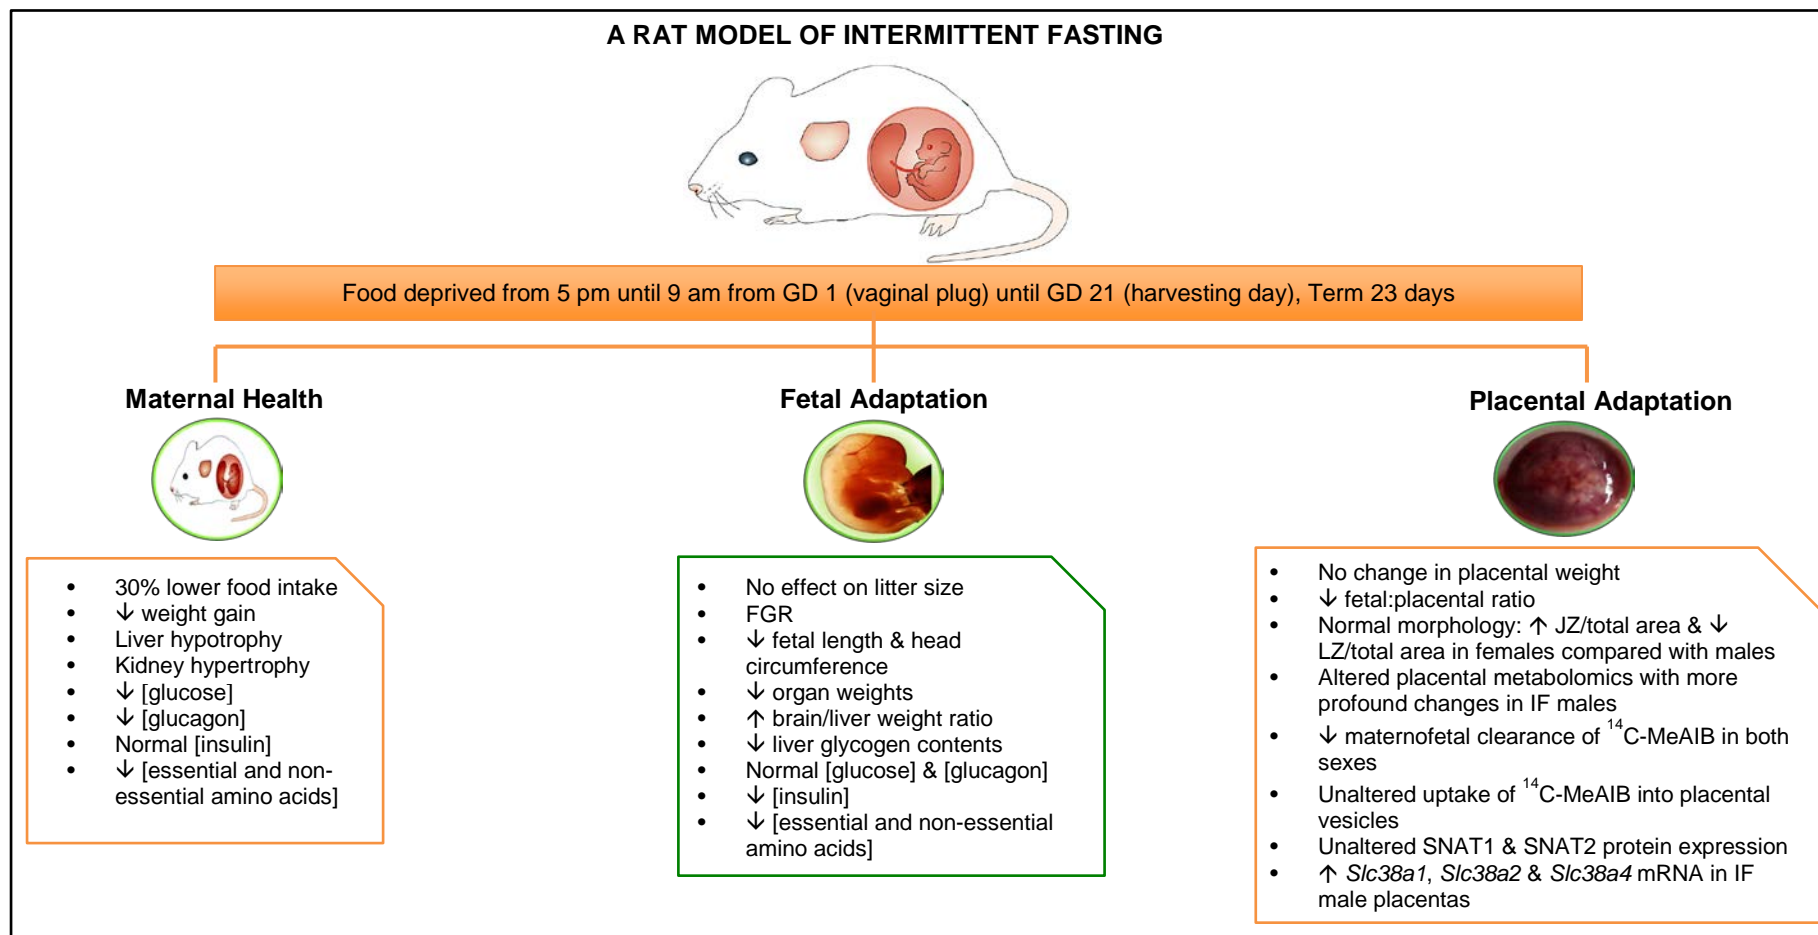 A RAT MODEL OF INTERMITTENT FASTING
Food deprived from 5 pm until 9 am from GD 1 (vaginal plug) until GD 21 (harvesting day), Term 23 days
Maternal Health
• 30% lower food intake
• ↓ weight gain
• Liver hypotrophy
• Kidney hypertrophy
• ↓ [glucose]
• ↓ [glucagon]
• Normal [insulin]
• ↓ [essential and non-
essential amino acids]
Fetal Adaptation
• No effect on litter size
• FGR
• ↓ fetal length & head
circumference
• ↓ organ weights
• ↑ brain/liver weight ratio
• ↓ liver glycogen contents
• Normal [glucose] & [glucagon]
• ↓ [insulin]
• ↓ [essential and non-essential
amino acids]
Placental Adaptation
• No change in placental weight
• ↓ fetal:placental ratio
• Normal morphology: ↑ JZ/total area & ↓
LZ/total area in females compared with males
• Altered placental metabolomics with more
profound changes in IF males
• ↓ maternofetal clearance of ¹⁴C-MeAIB in both
sexes
• Unaltered uptake of ¹⁴C-MeAIB into placental
vesicles
• Unaltered SNAT1 & SNAT2 protein expression
• ↑ Slc38a1, Slc38a2 & Slc38a4 mRNA in IF
male placentas